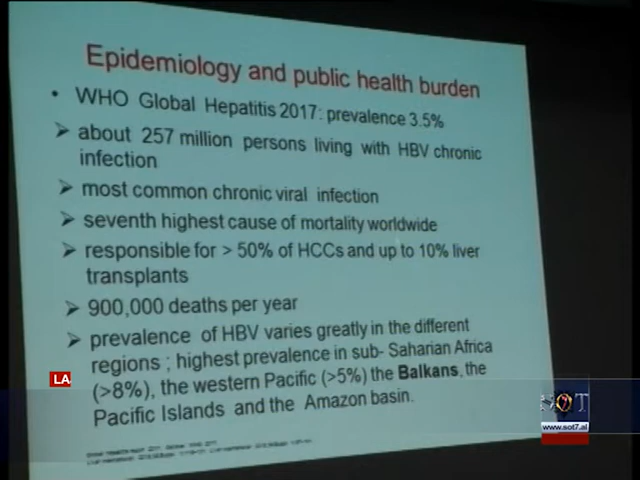 Epidemiology and public health burden
• WHO Global Hepatitis 2017: prevalence 3.5%
➢ about 257 million persons living with HBV chronic
infection
➢ most common chronic viral infection
➢ seventh highest cause of mortality worldwide
➢ responsible for > 50% of HCCs and up to 10% liver
transplants
➢ 900,000 deaths per year
➢ prevalence of HBV varies greatly in the different
regions ; highest prevalence in sub- Saharian Africa
(>8%), the western Pacific (>5%) the Balkans, the
Pacific Islands and the Amazon basin.
LA
SOT
www.sot7.al